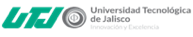 UTJ
Universidad Tecnológica
de Jalisco
Innovación y Excelencia